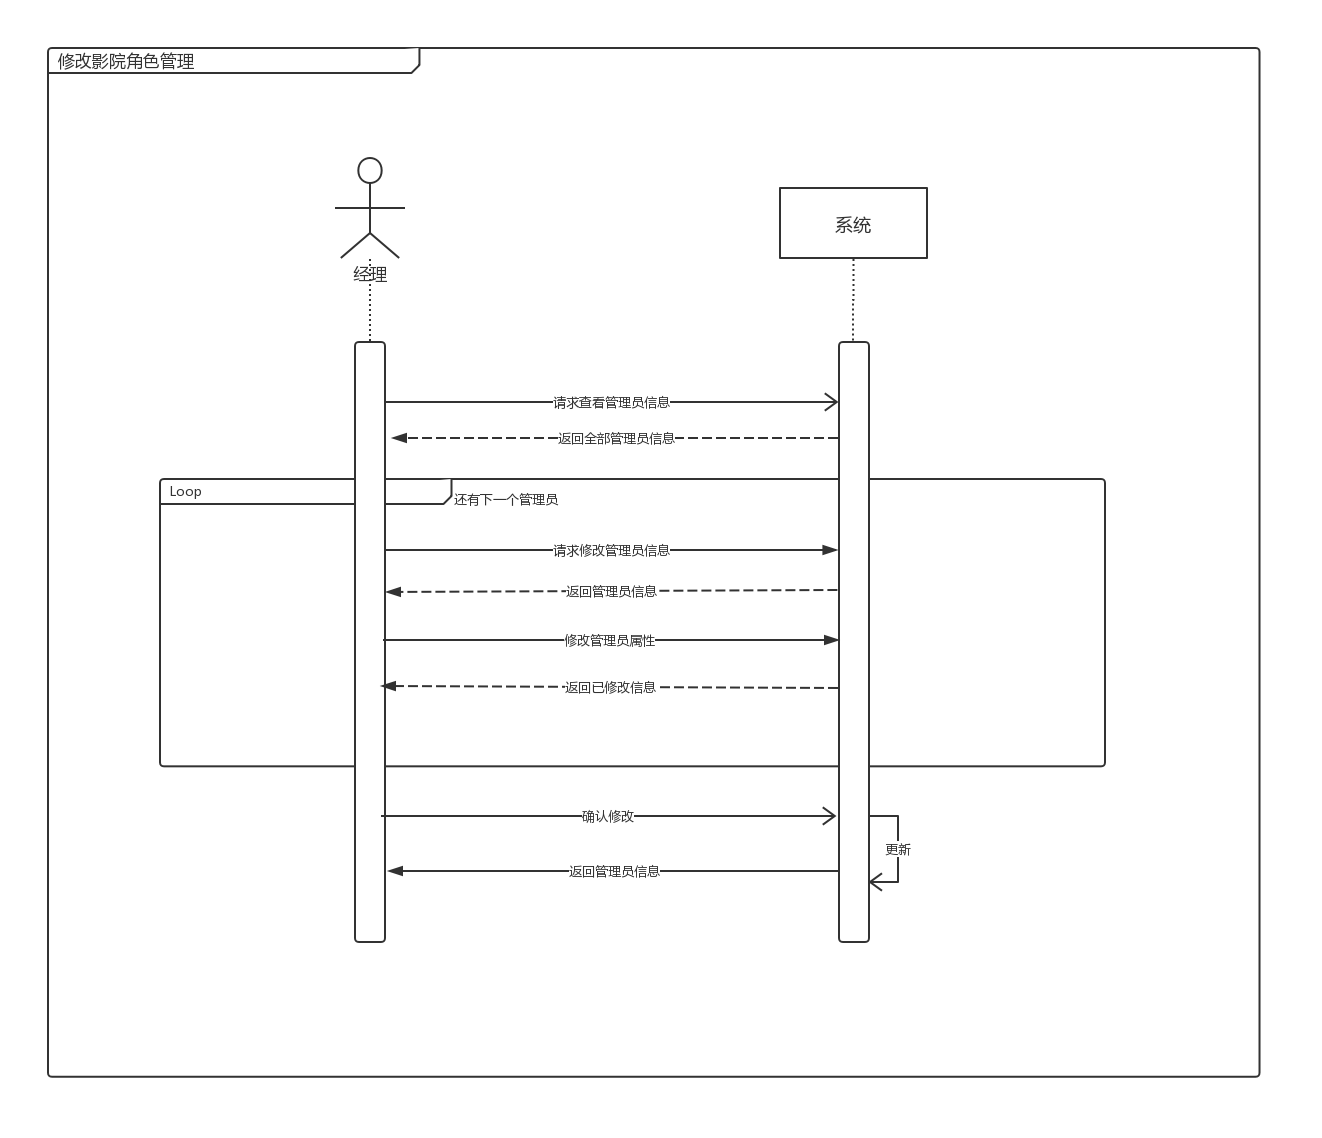 修改影院角色管理
经理
系统
请求查看管理员信息
返回全部管理员信息
Loop
还有下一个管理员
请求修改管理员信息
返回管理员信息
修改管理员属性
返回已修改信息
确认修改
更新
返回管理员信息